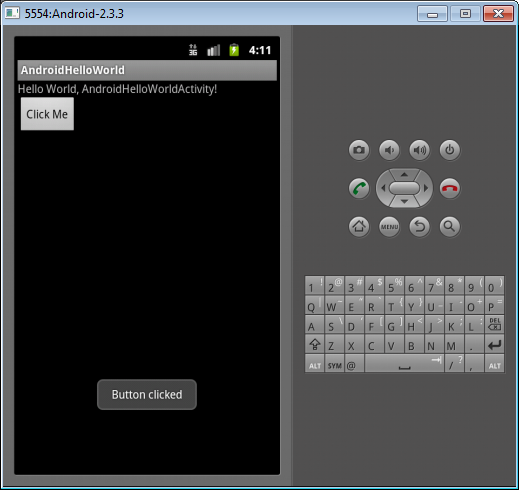 5554:Android-2.3.3
3G 4:11
AndroidHelloWorld
Hello World, AndroidHelloWorldActivity!
Click Me
Button clicked
MENU
1 ! 2 @ 3 # 4 $ 5 % 6 ^ 7 & 8 * 9 ( 0 )
Q W E R T Y U I O P
A S D F G H J K L DEL
Z X C V B N M .
ALT SYM @ / ? , ALT